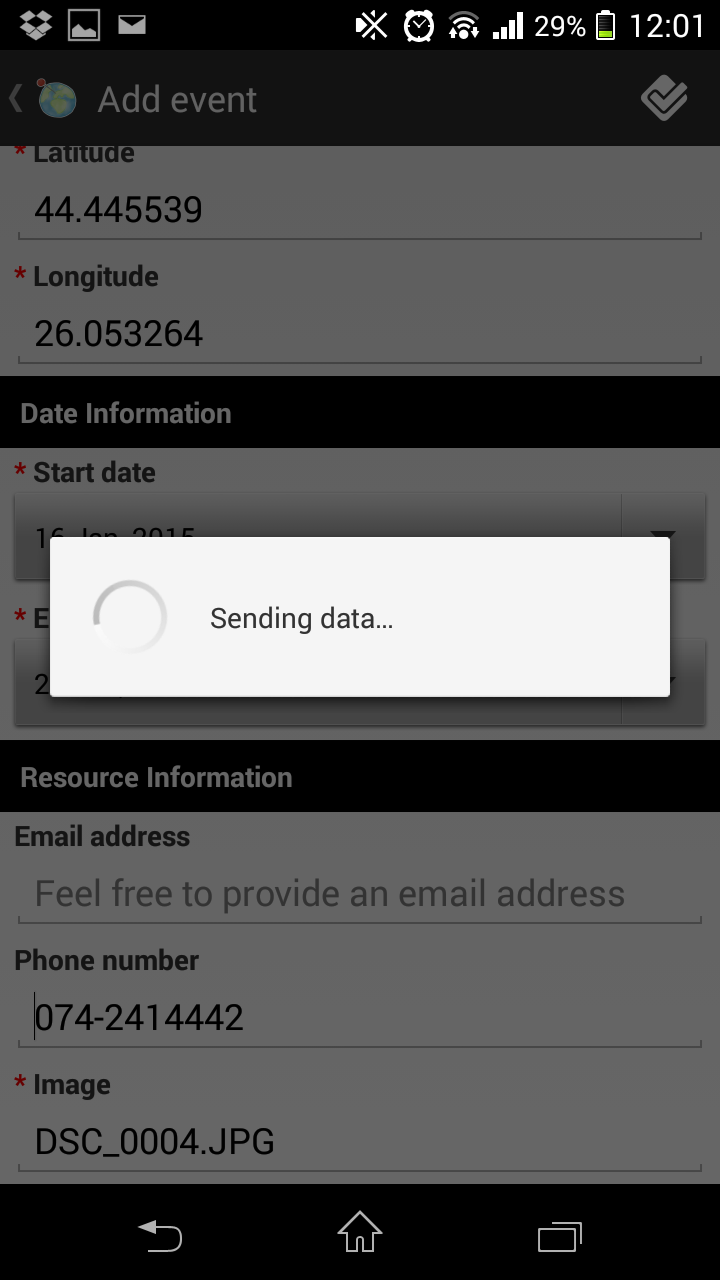 29% 12:01
Add event
* Latitude
44.445539
* Longitude
26.053264
Date Information
* Start date
16 Jan, 2015
Sending data...
* E
2
Resource Information
Email address
Feel free to provide an email address
Phone number
074-2414442
* Image
DSC_0004.JPG